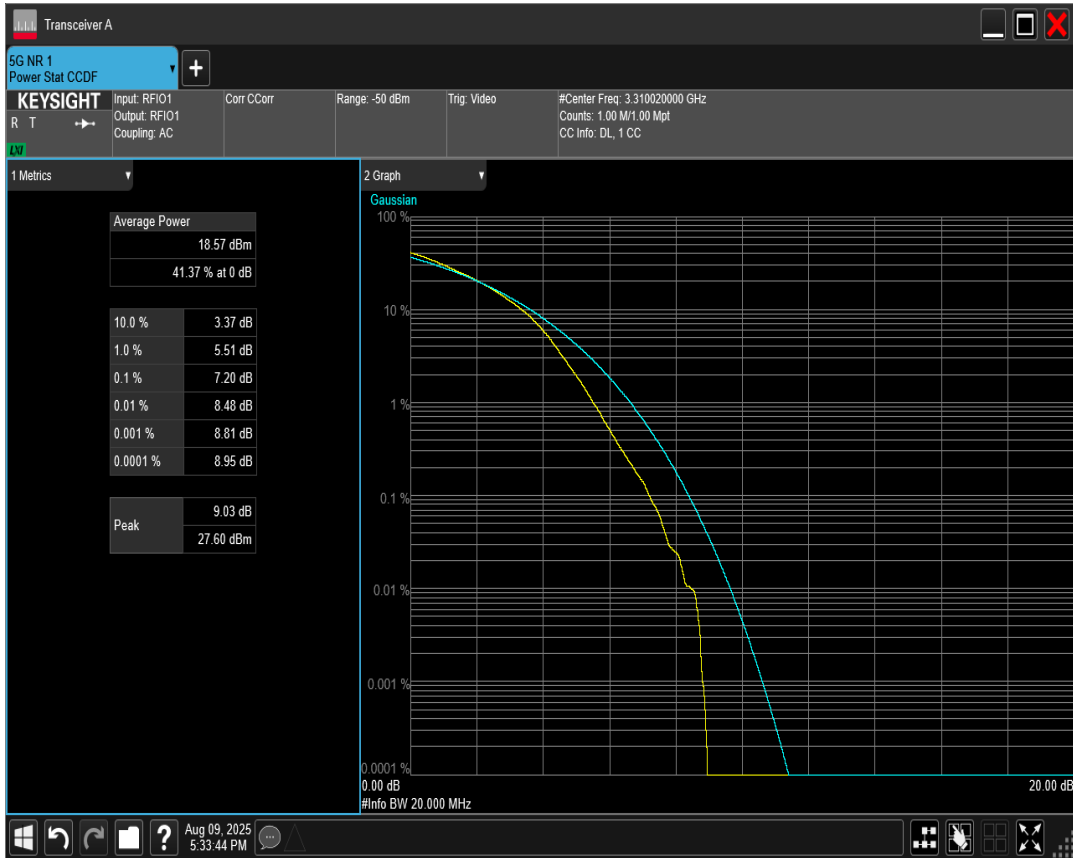 Transceiver A
5G NR 1
Power Stat CCDF
+
KEYSIGHT
R T
LXI
Input: RFIO1
Output: RFIO1
Coupling: AC
Corr CCorr
Range: -50 dBm
Trig: Video
#Center Freq: 3.310020000 GHz
Counts: 1.00 M/1.00 Mpt
CC Info: DL, 1 CC
1 Metrics
Average Power
18.57 dBm
41.37 % at 0 dB
10.0 % 3.37 dB
1.0 % 5.51 dB
0.1 % 7.20 dB
0.01 % 8.48 dB
0.001 % 8.81 dB
0.0001 % 8.95 dB
Peak
9.03 dB
27.60 dBm
2 Graph
Gaussian
100 %
10 %
1 %
0.1 %
0.01 %
0.001 %
0.0001 %
0.00 dB 20.00 dB
#Info BW 20.000 MHz
? Aug 09, 2025
5:33:44 PM